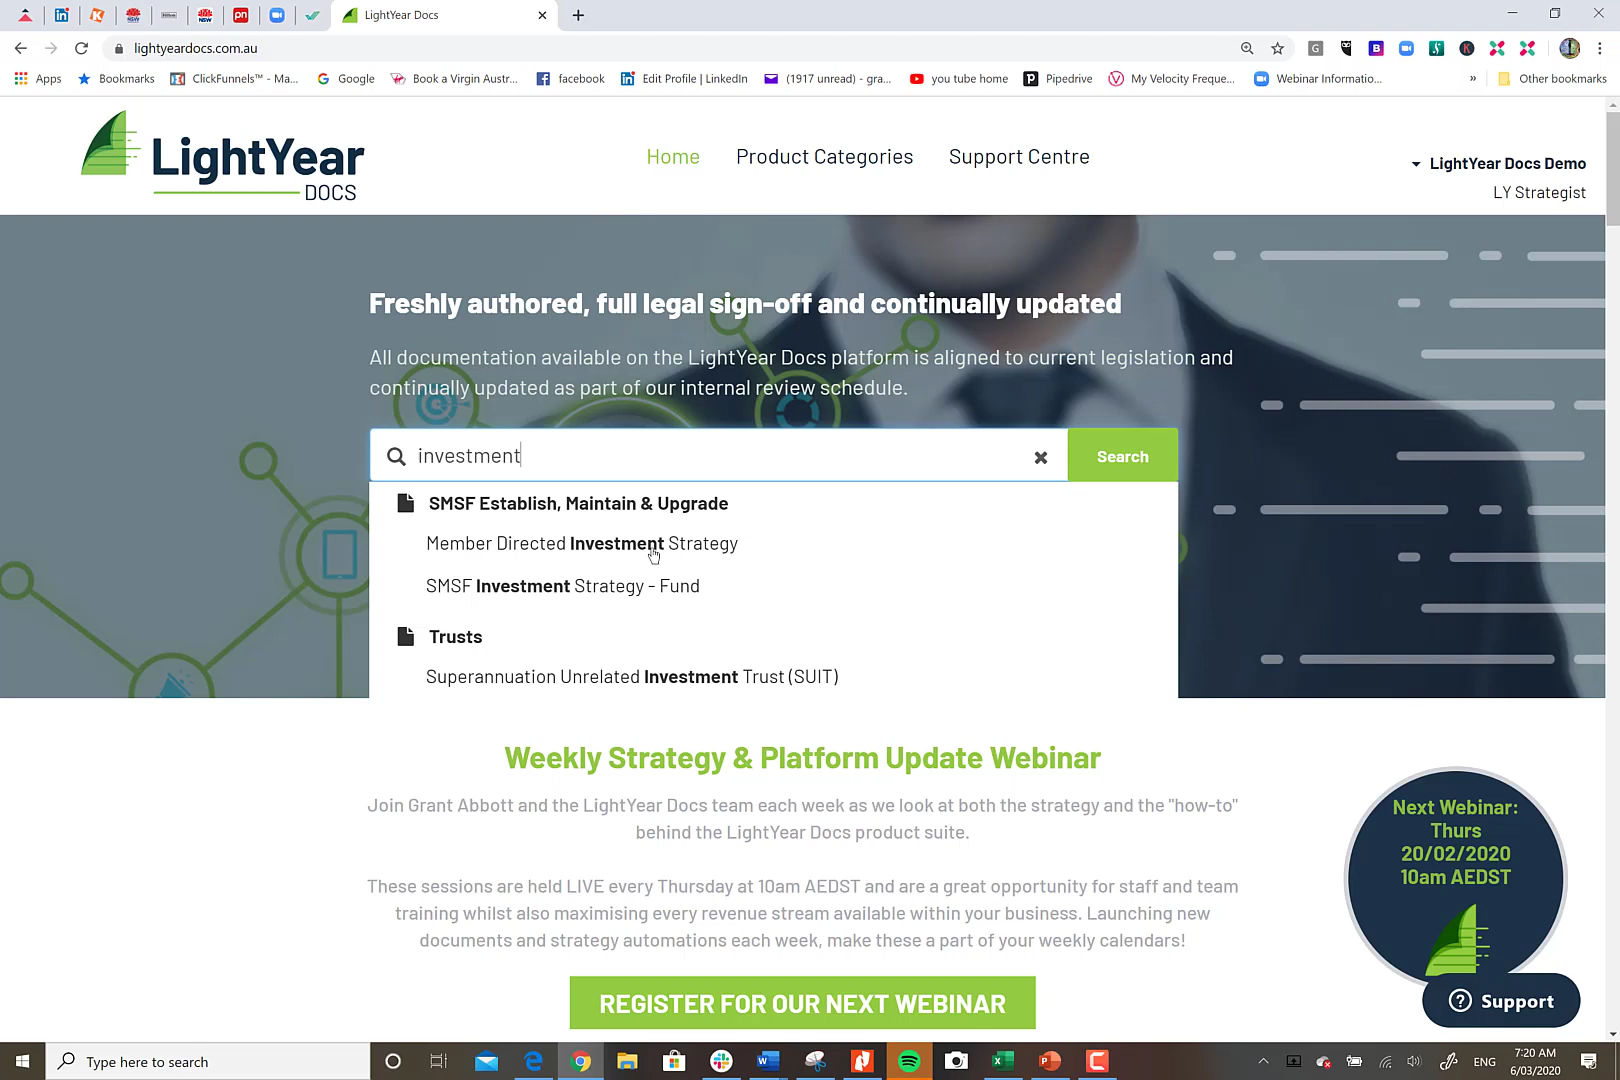 LightYear Docs
lightyeardocs.com.au
Apps
Bookmarks
ClickFunnels™ - Ma...
Google
Book a Virgin Austr...
facebook
Edit Profile | LinkedIn
(1917 unread) - gra...
you tube home
Pipedrive
My Velocity Freque...
Webinar Informatio...
»
Other bookmarks
LightYear
DOCS
Home
Product Categories
Support Centre
LightYear Docs Demo
LY Strategist
Freshly authored, full legal sign-off and continually updated
All documentation available on the LightYear Docs platform is aligned to current legislation and
continually updated as part of our internal review schedule.
investment
Search
SMSF Establish, Maintain & Upgrade
Member Directed Investment Strategy
SMSF Investment Strategy - Fund
Trusts
Superannuation Unrelated Investment Trust (SUIT)
Weekly Strategy & Platform Update Webinar
Join Grant Abbott and the LightYear Docs team each week as we look at both the strategy and the "how-to"
behind the LightYear Docs product suite.
These sessions are held LIVE every Thursday at 10am AEDST and are a great opportunity for staff and team
training whilst also maximising every revenue stream available within your business. Launching new
documents and strategy automations each week, make these a part of your weekly calendars!
REGISTER FOR OUR NEXT WEBINAR
Next Webinar:
Thurs
20/02/2020
10am AEDST
Support
Type here to search
ENG
7:20 AM
6/03/2020